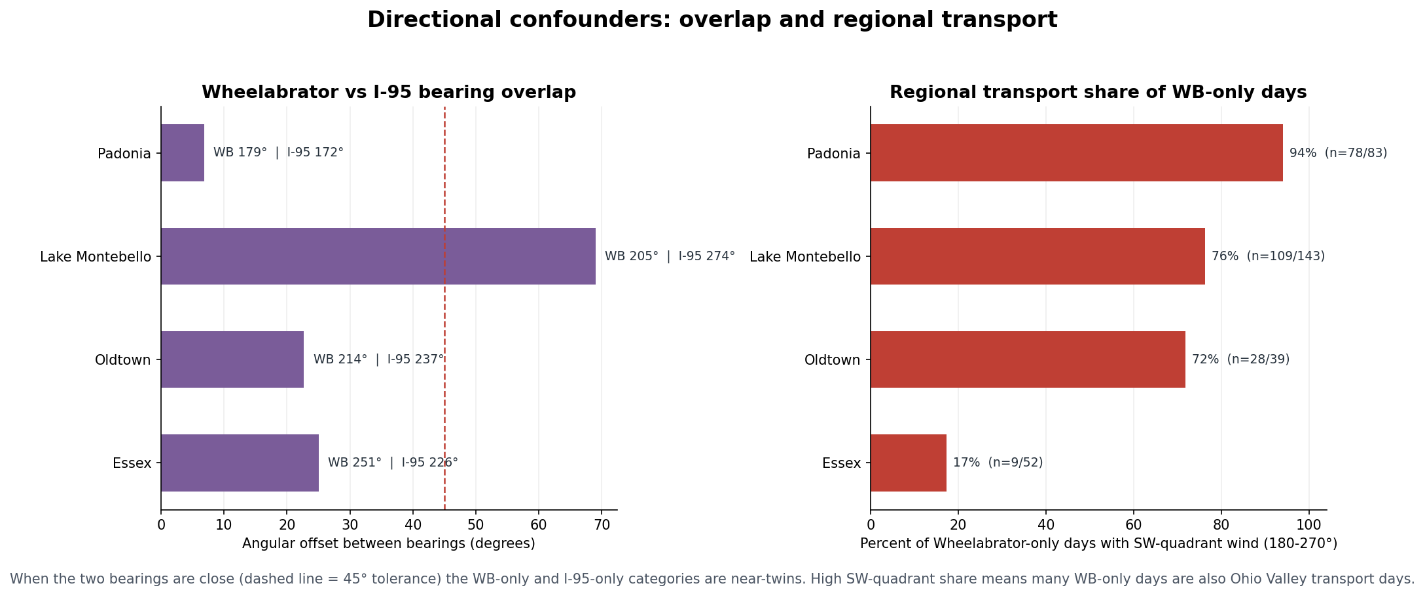 Directional confounders: overlap and regional transport
Wheelabrator vs I-95 bearing overlap
Padonia
WB 179° | I-95 172°
Lake Montebello
WB 205° | I-95 274°
Oldtown
WB 214° | I-95 237°
Essex
WB 251° | I-95 226°
0 10 20 30 40 50 60 70
Angular offset between bearings (degrees)
Regional transport share of WB-only days
Padonia
94% (n=78/83)
Lake Montebello
76% (n=109/143)
Oldtown
72% (n=28/39)
Essex
17% (n=9/52)
0 20 40 60 80 100
Percent of Wheelabrator-only days with SW-quadrant wind (180-270°)
When the two bearings are close (dashed line = 45° tolerance) the WB-only and I-95-only categories are near-twins. High SW-quadrant share means many WB-only days are also Ohio Valley transport days.